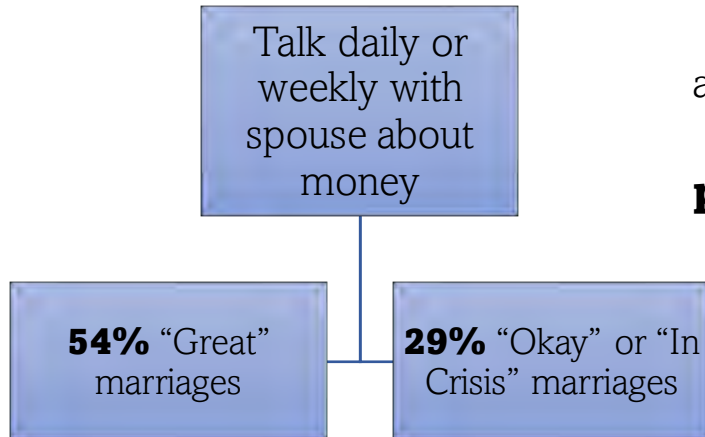 Talk daily or
weekly with
spouse about
money
54% “Great”
marriages
29% “Okay” or “In
Crisis” marriages